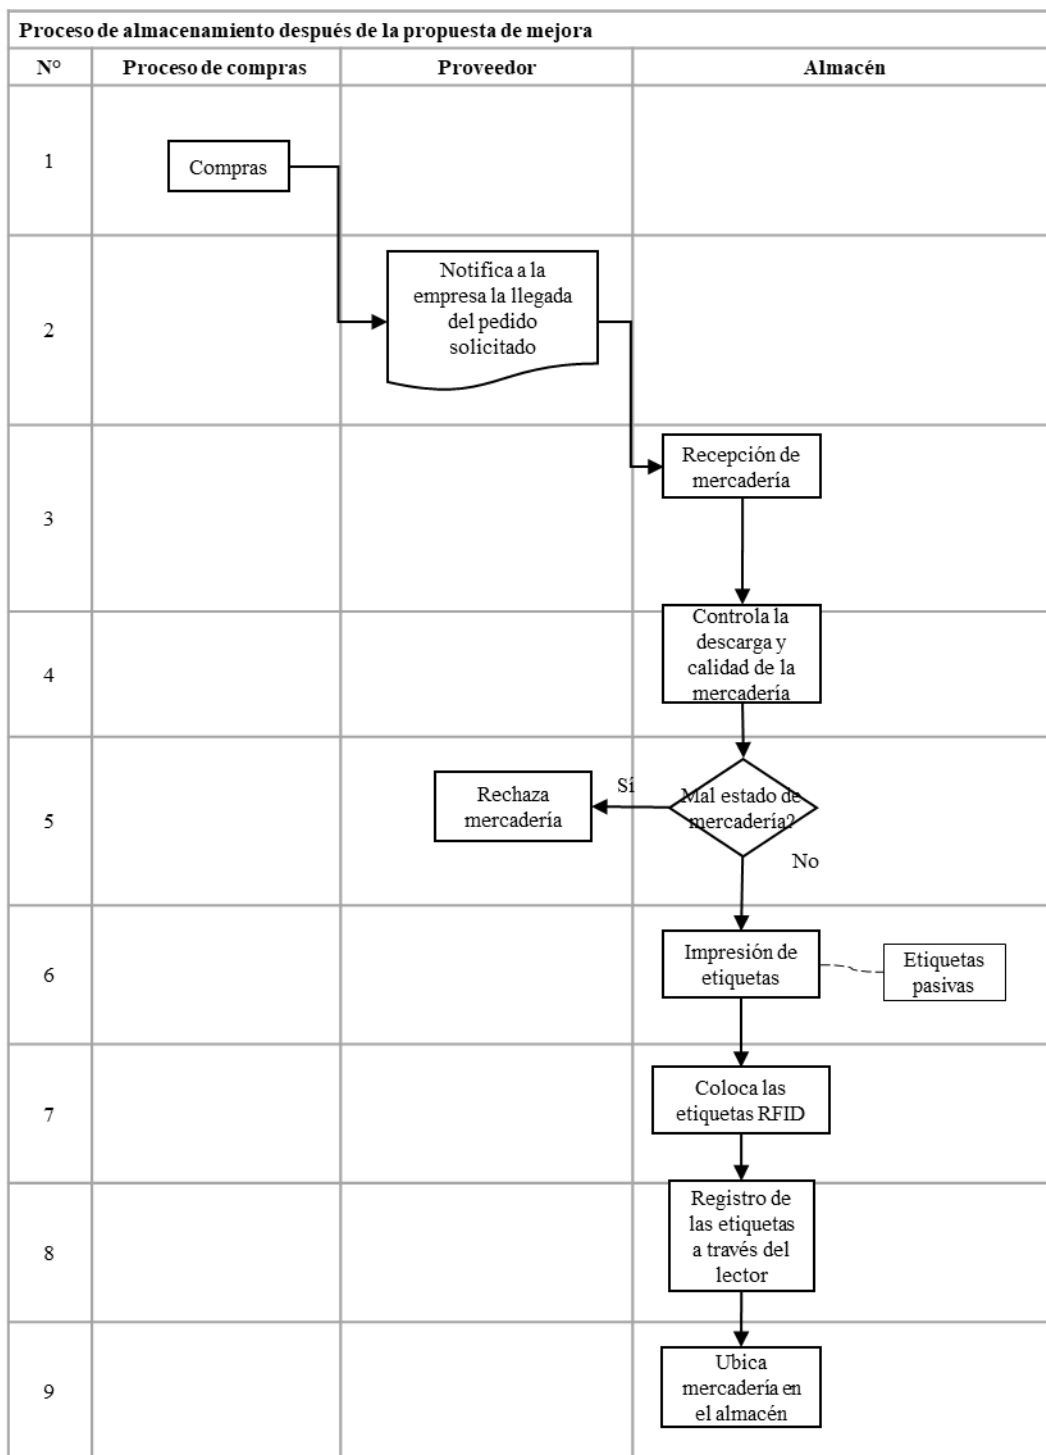 Proceso de almacenamiento después de la propuesta de mejora
N° Proceso de compras Proveedor Almacén
1
Compras
2
Notifica a la
empresa la llegada
del pedido
solicitado
3
Recepción de
mercadería
4
Controla la
descarga y
calidad de la
mercadería
5
Rechaza
mercadería
Sí
Mal estado de
mercadería?
No
6
Impresión de
etiquetas
Etiquetas
pasivas
7
Coloca las
etiquetas RFID
8
Registro de
las etiquetas
a través del
lector
9
Ubica
mercadería en
el almacén